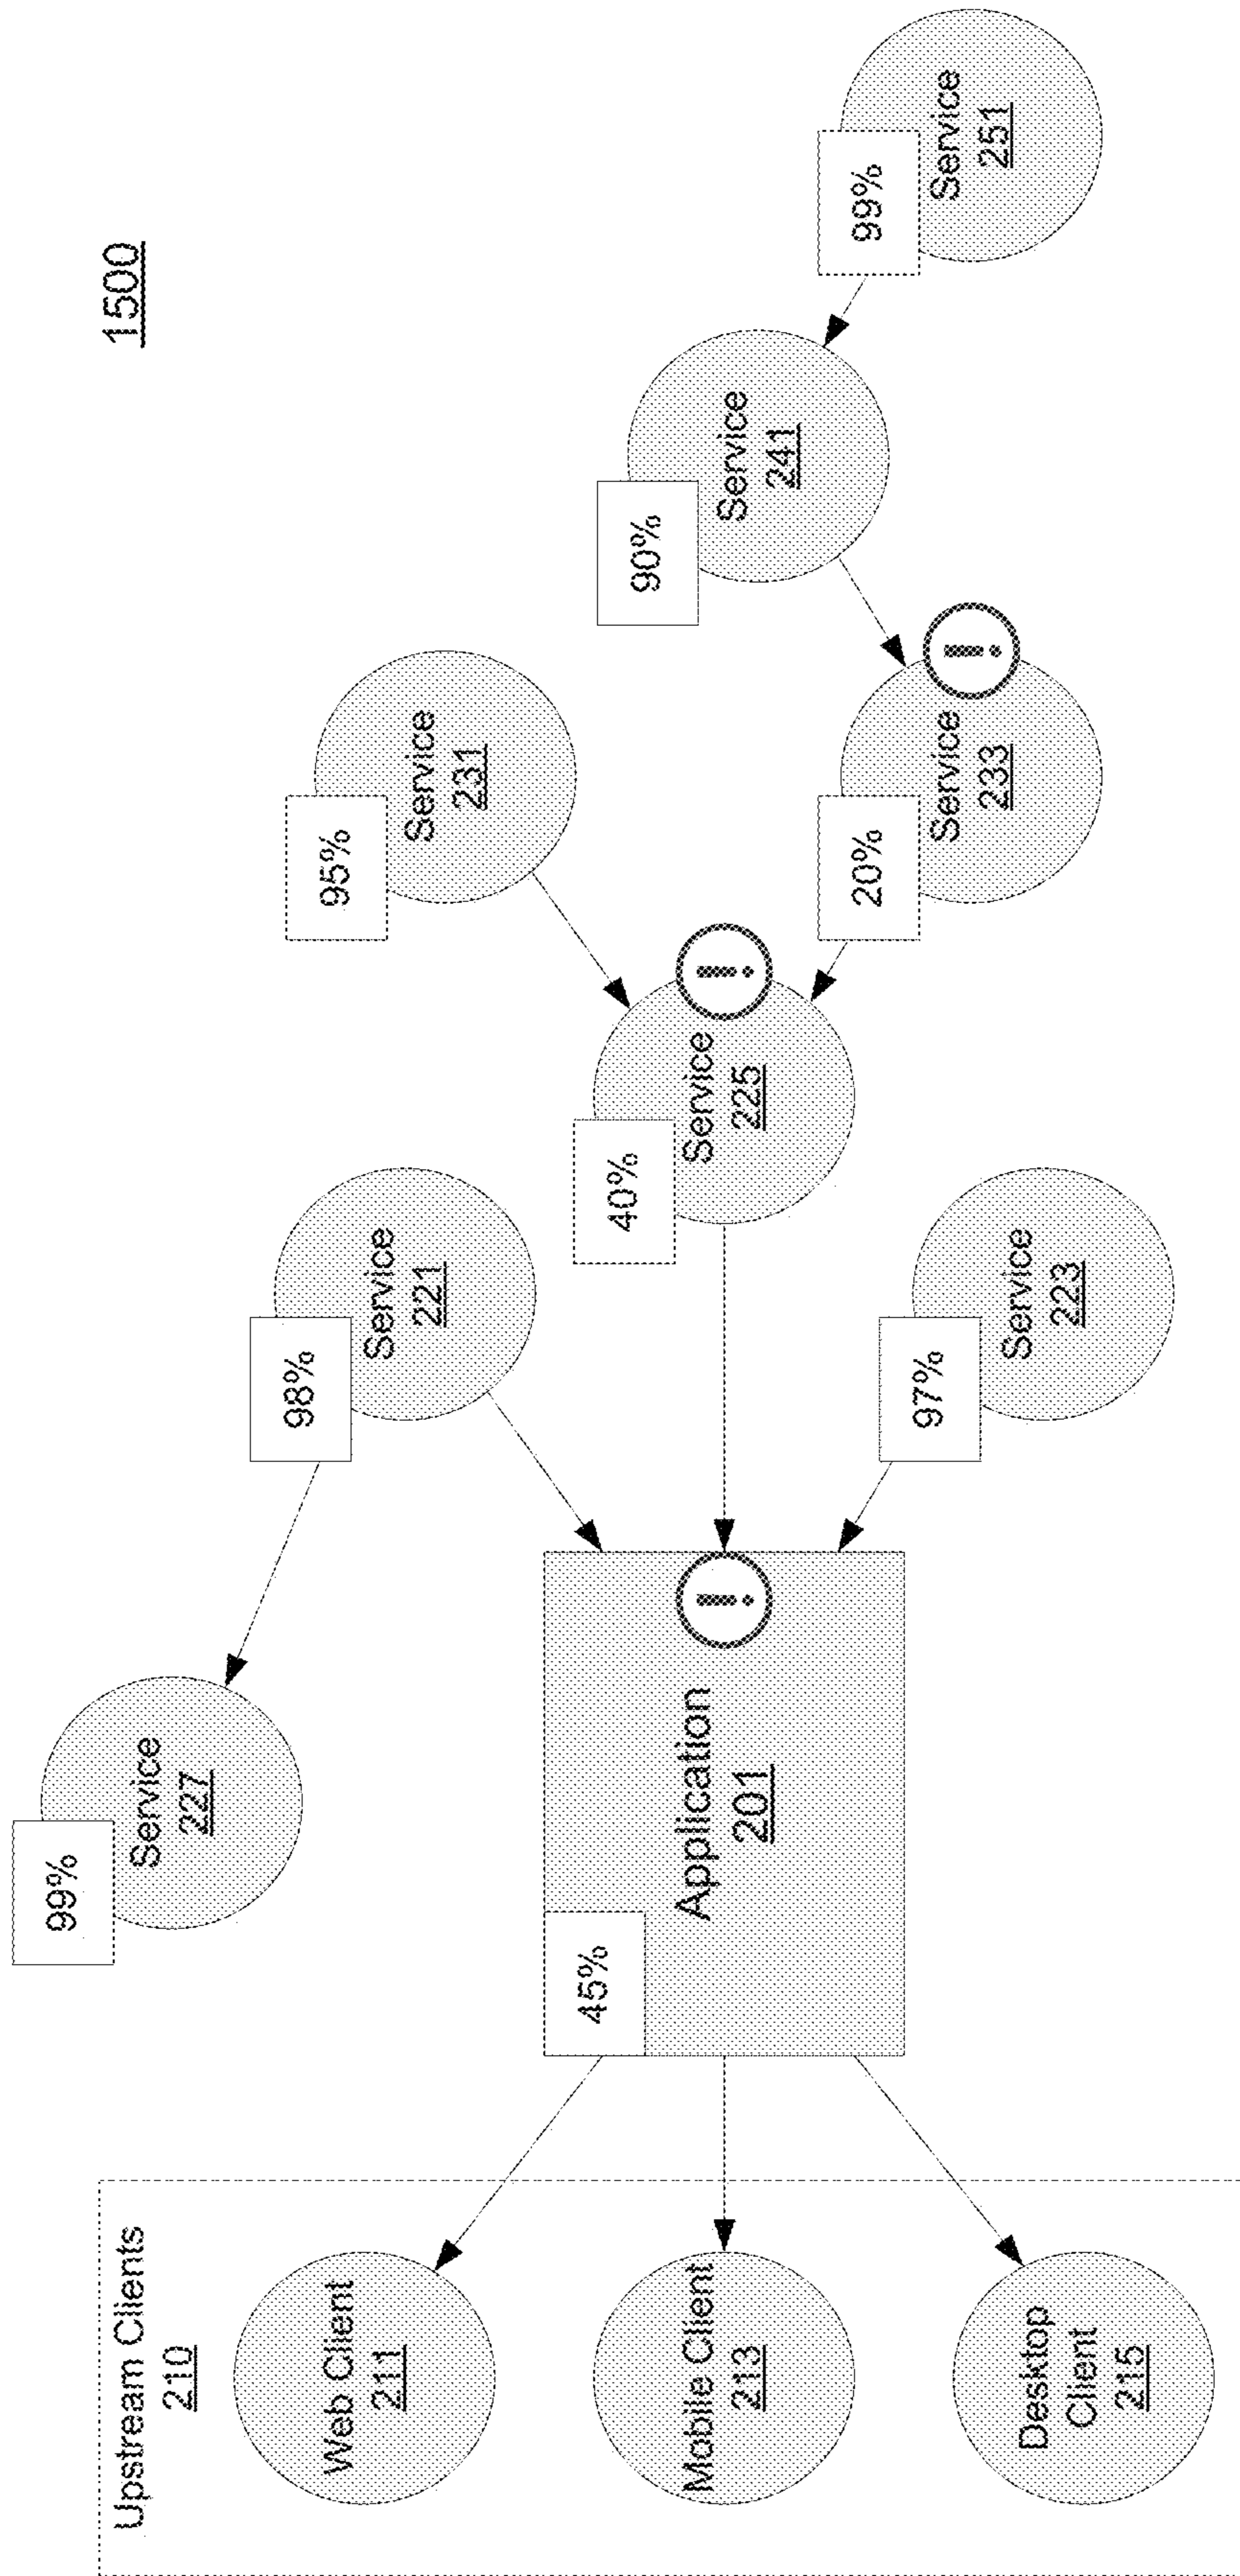 1500
Upstream Clients
210
Web Client
211
Mobile Client
213
Desktop
Client
215
45%
Application
201
i
99%
Service
227
98%
Service
221
97%
Service
223
40%
Service
225
i
95%
Service
231
20%
Service
233
i
90%
Service
241
99%
Service
251